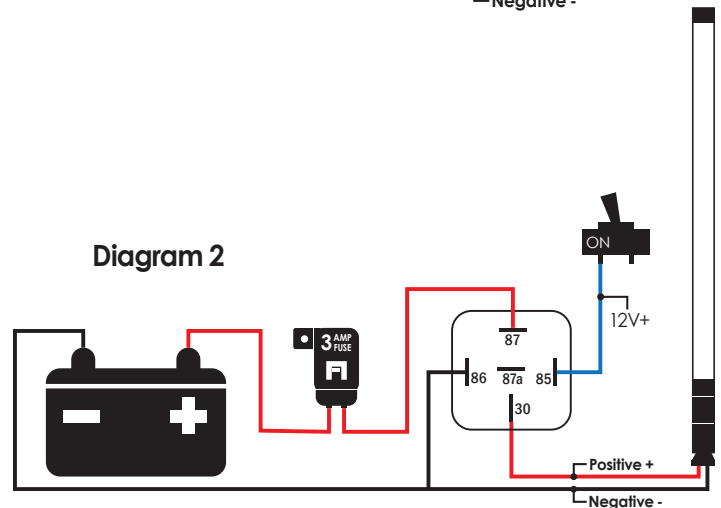 Negative -
Diagram 2
ON
12V+
3 AMP FUSE
87
86
87a
85
30
Positive +
Negative -